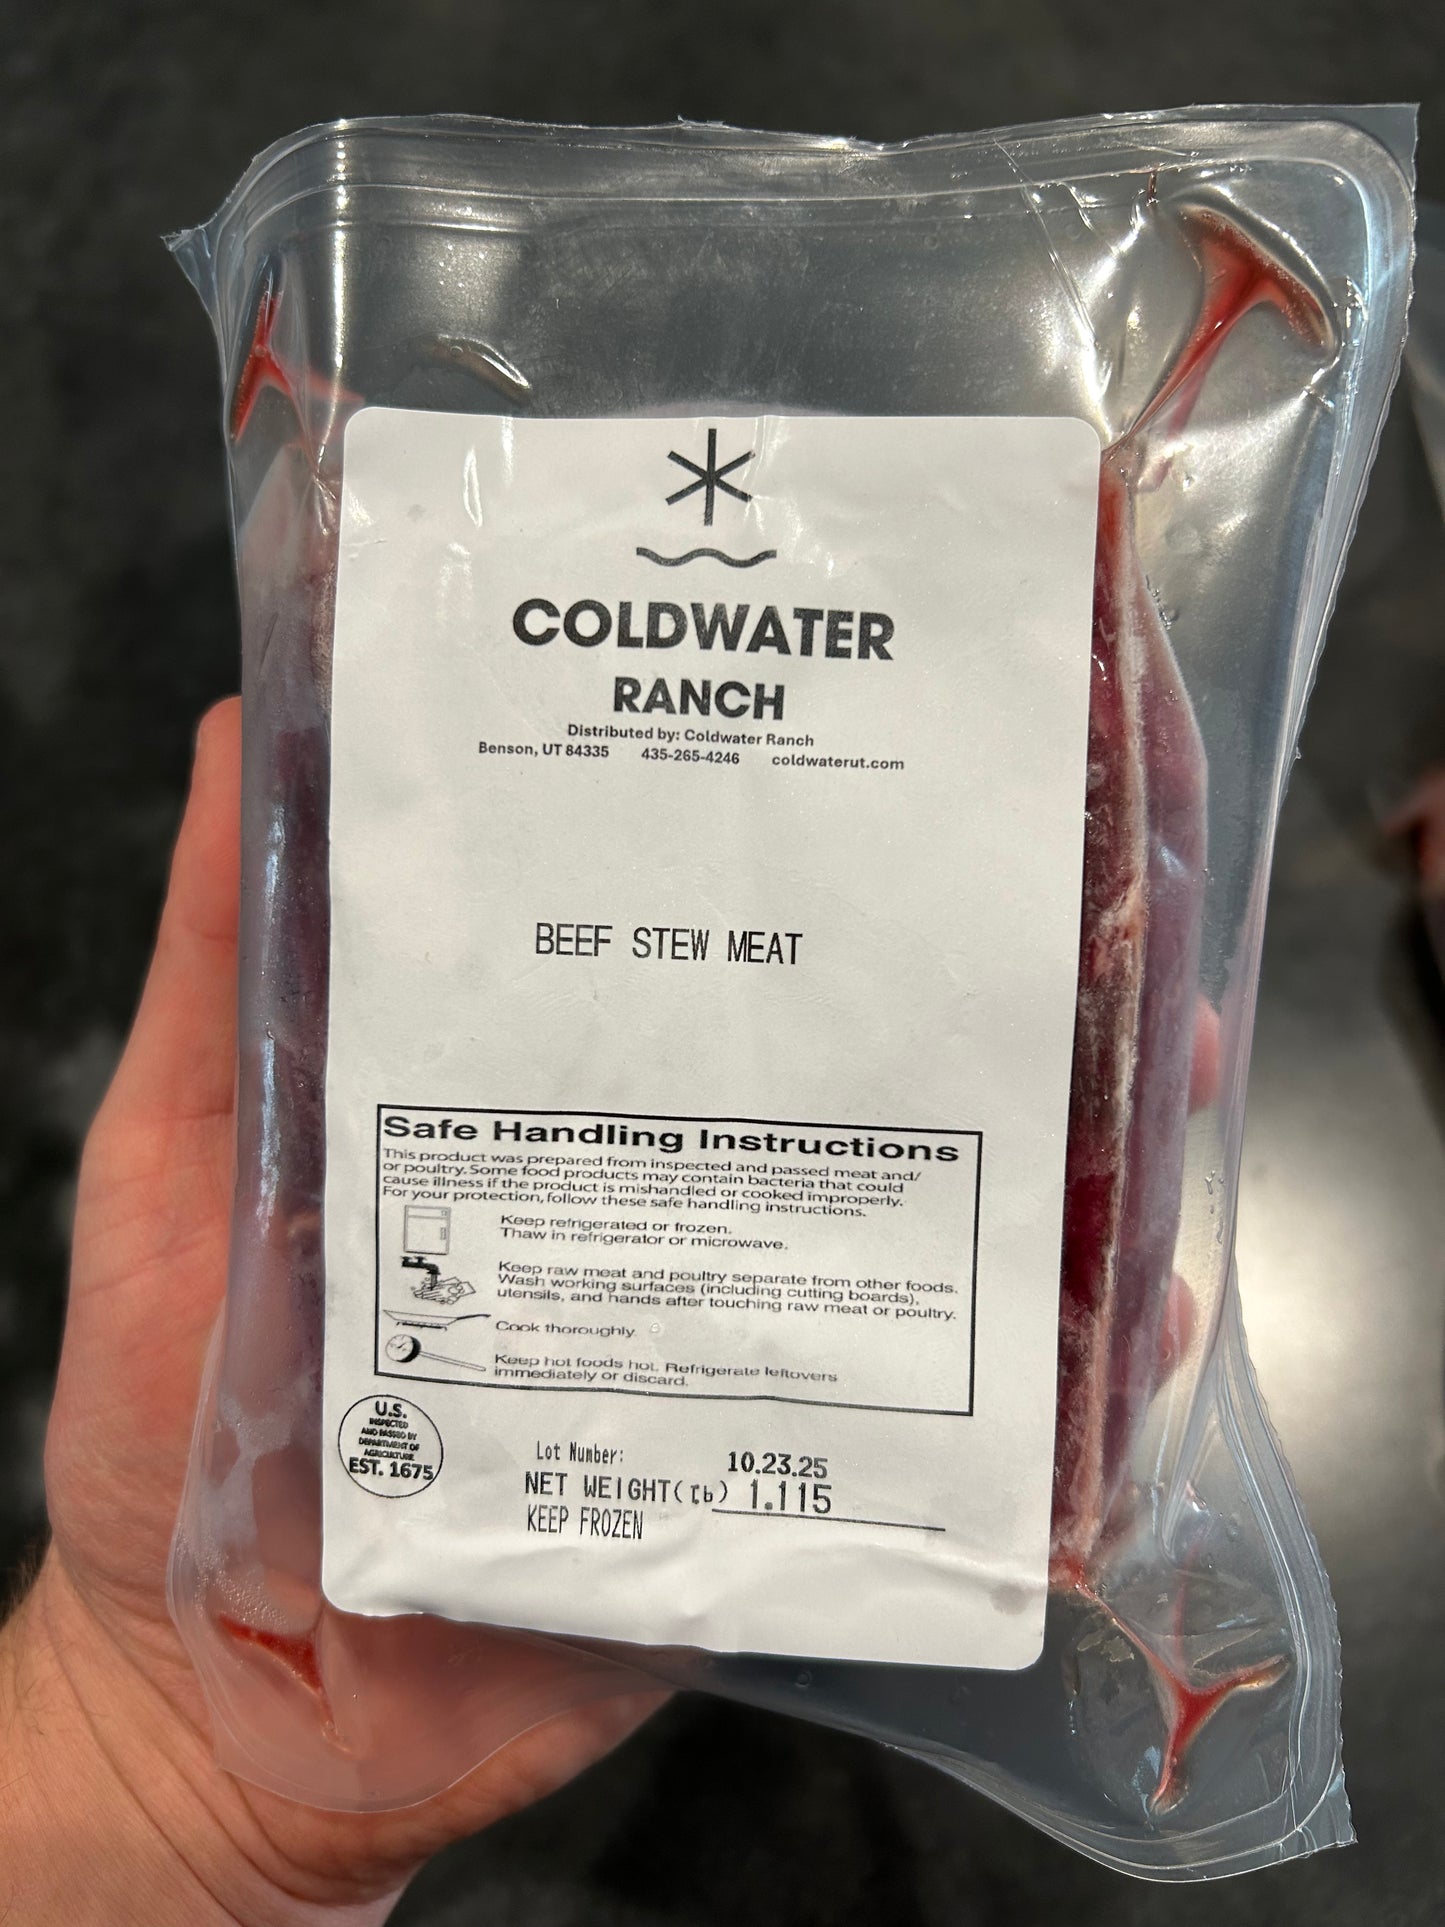 COLDWATER
RANCH
Distributed by: Coldwater Ranch
Benson, UT 84335 435-265-4246 coldwaterut.com
BEEF STEW MEAT
Safe Handling Instructions
This product was prepared from inspected and passed meat and/
or poultry. Some food products may contain bacteria that could
cause illness if the product is mishandled or cooked improperly.
For your protection, follow these safe handling instructions.
Keep refrigerated or frozen.
Thaw in refrigerator or microwave.
Keep raw meat and poultry separate from other foods.
Wash working surfaces (including cutting boards),
utensils, and hands after touching raw meat or poultry.
Cook thoroughly.
Keep hot foods hot. Refrigerate leftovers
immediately or discard.
U.S.
INSPECTED
AND PASSED BY
DEPARTMENT OF
AGRICULTURE
EST. 1675
Lot Number: 10.23.25
NET WEIGHT(lb) 1.115
KEEP FROZEN